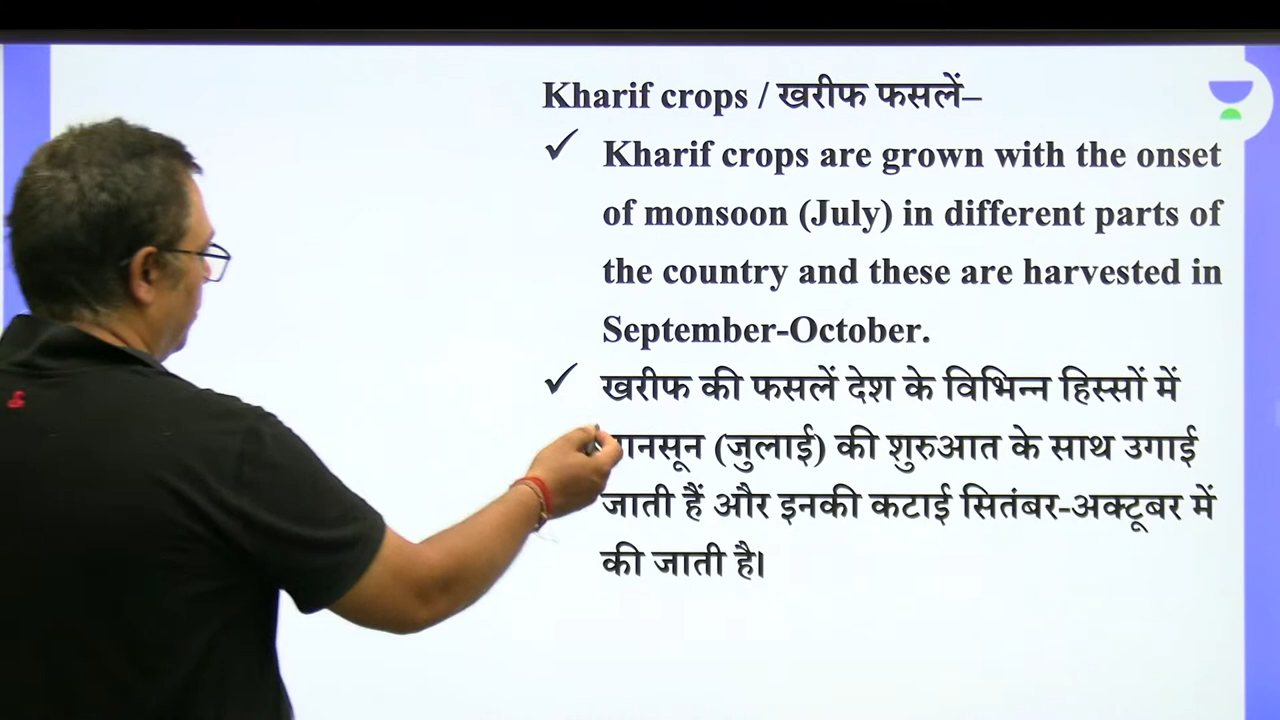 Kharif crops / खरीफ फसलें–
✓ Kharif crops are grown with the onset
of monsoon (July) in different parts of
the country and these are harvested in
September-October.
✓ खरीफ की फसलें देश के विभिन्न हिस्सों में
(जुलाई) की शुरुआत के साथ उगाई
जाती हैं और इनकी कटाई सितंबर-अक्टूबर में
की जाती है।